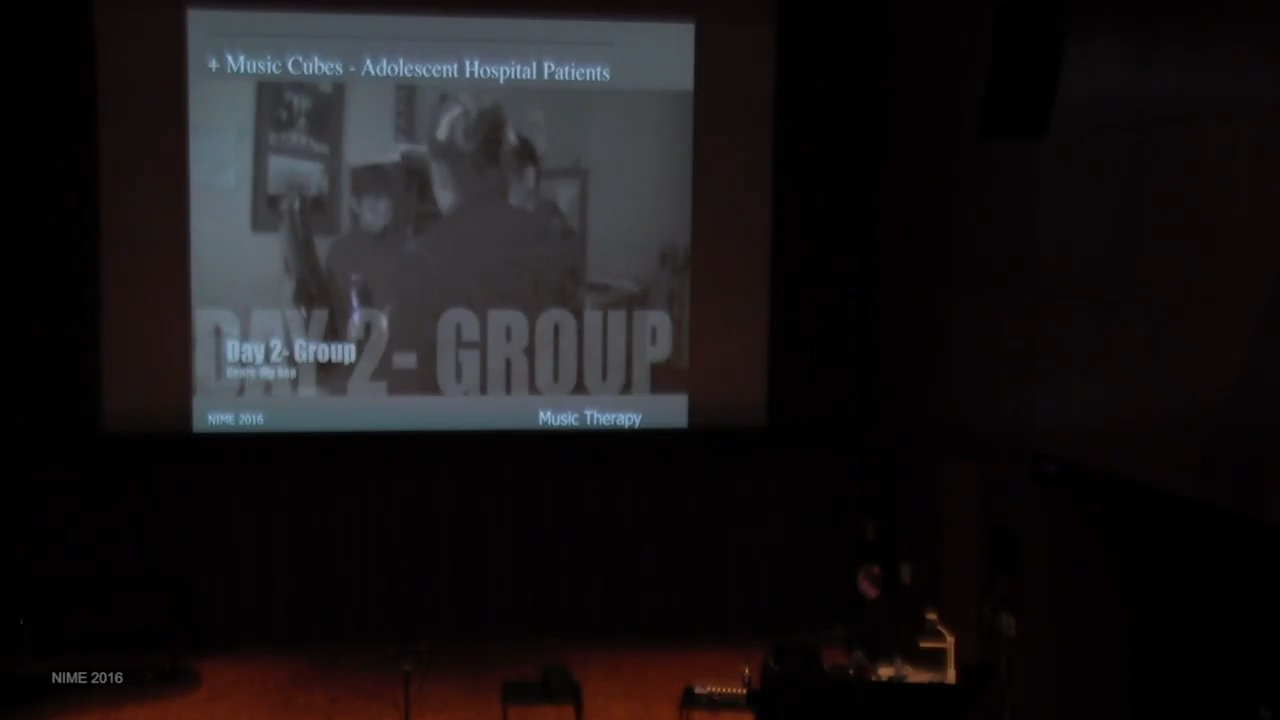 + Music Cubes - Adolescent Hospital Patients
DAY 2- GROUP
Day 2- Group
NIME 2016
Music Therapy
NIME 2016